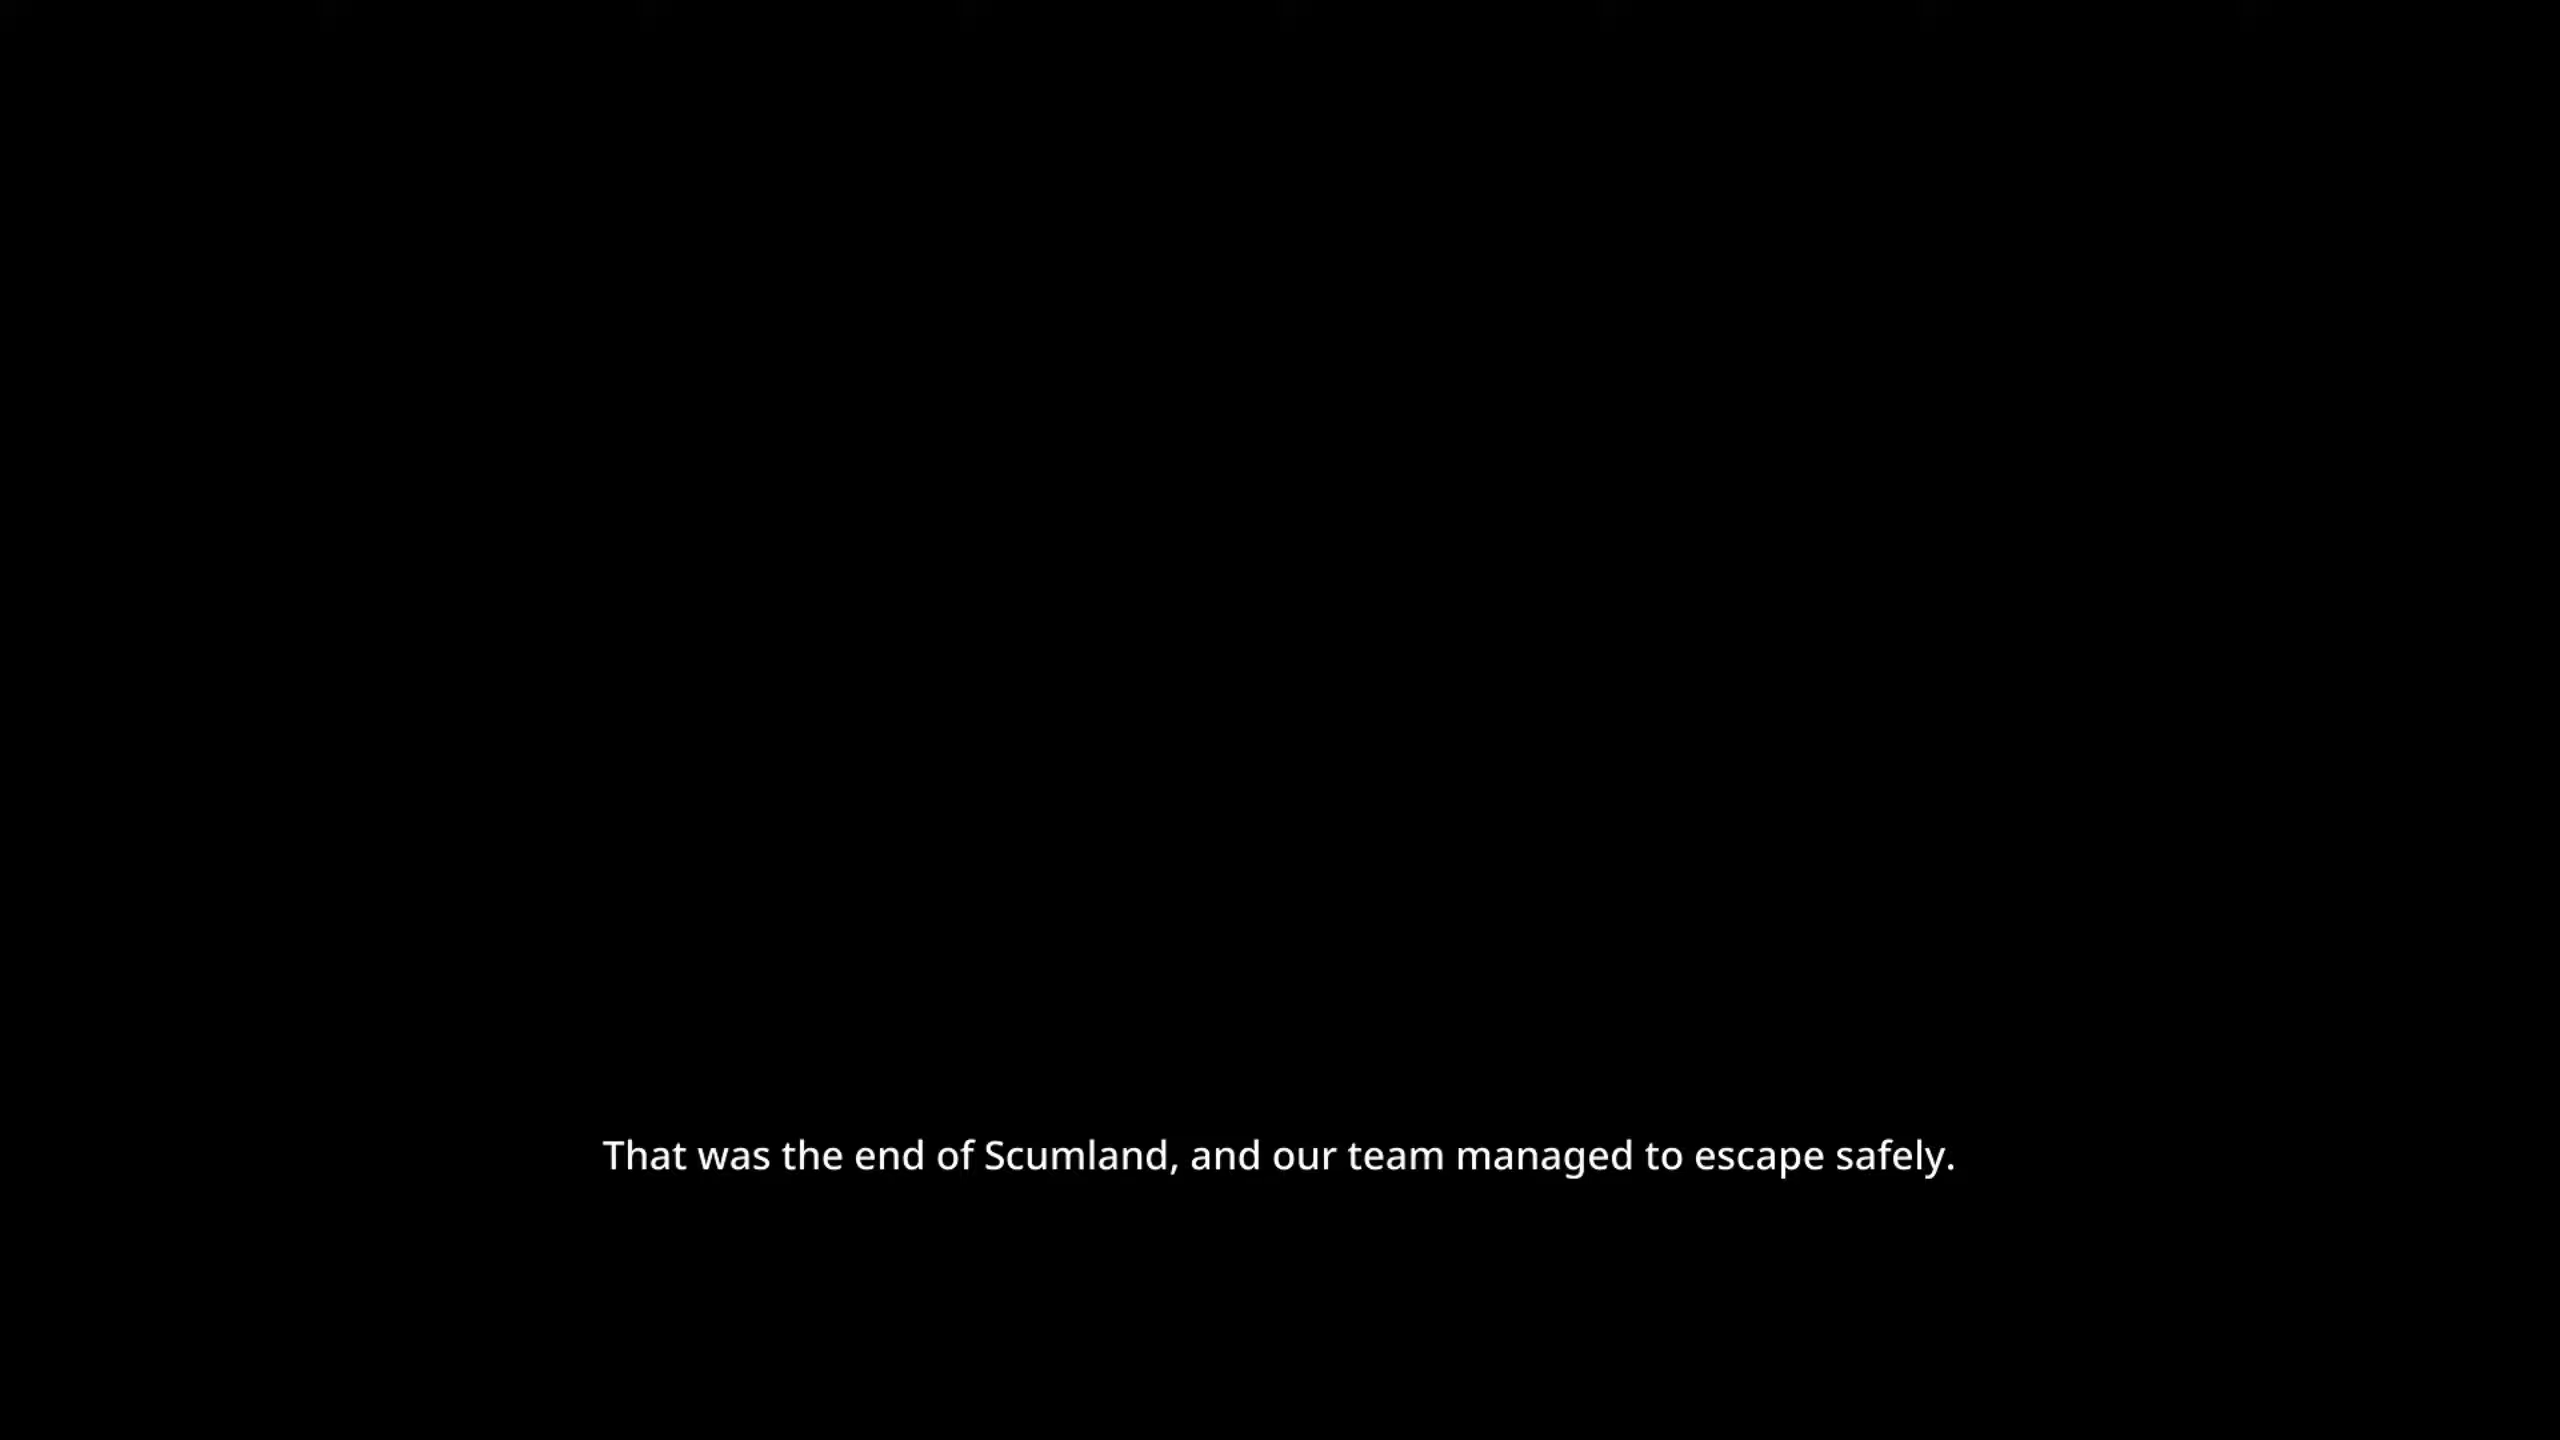 That was the end of Scumland, and our team managed to escape safely.